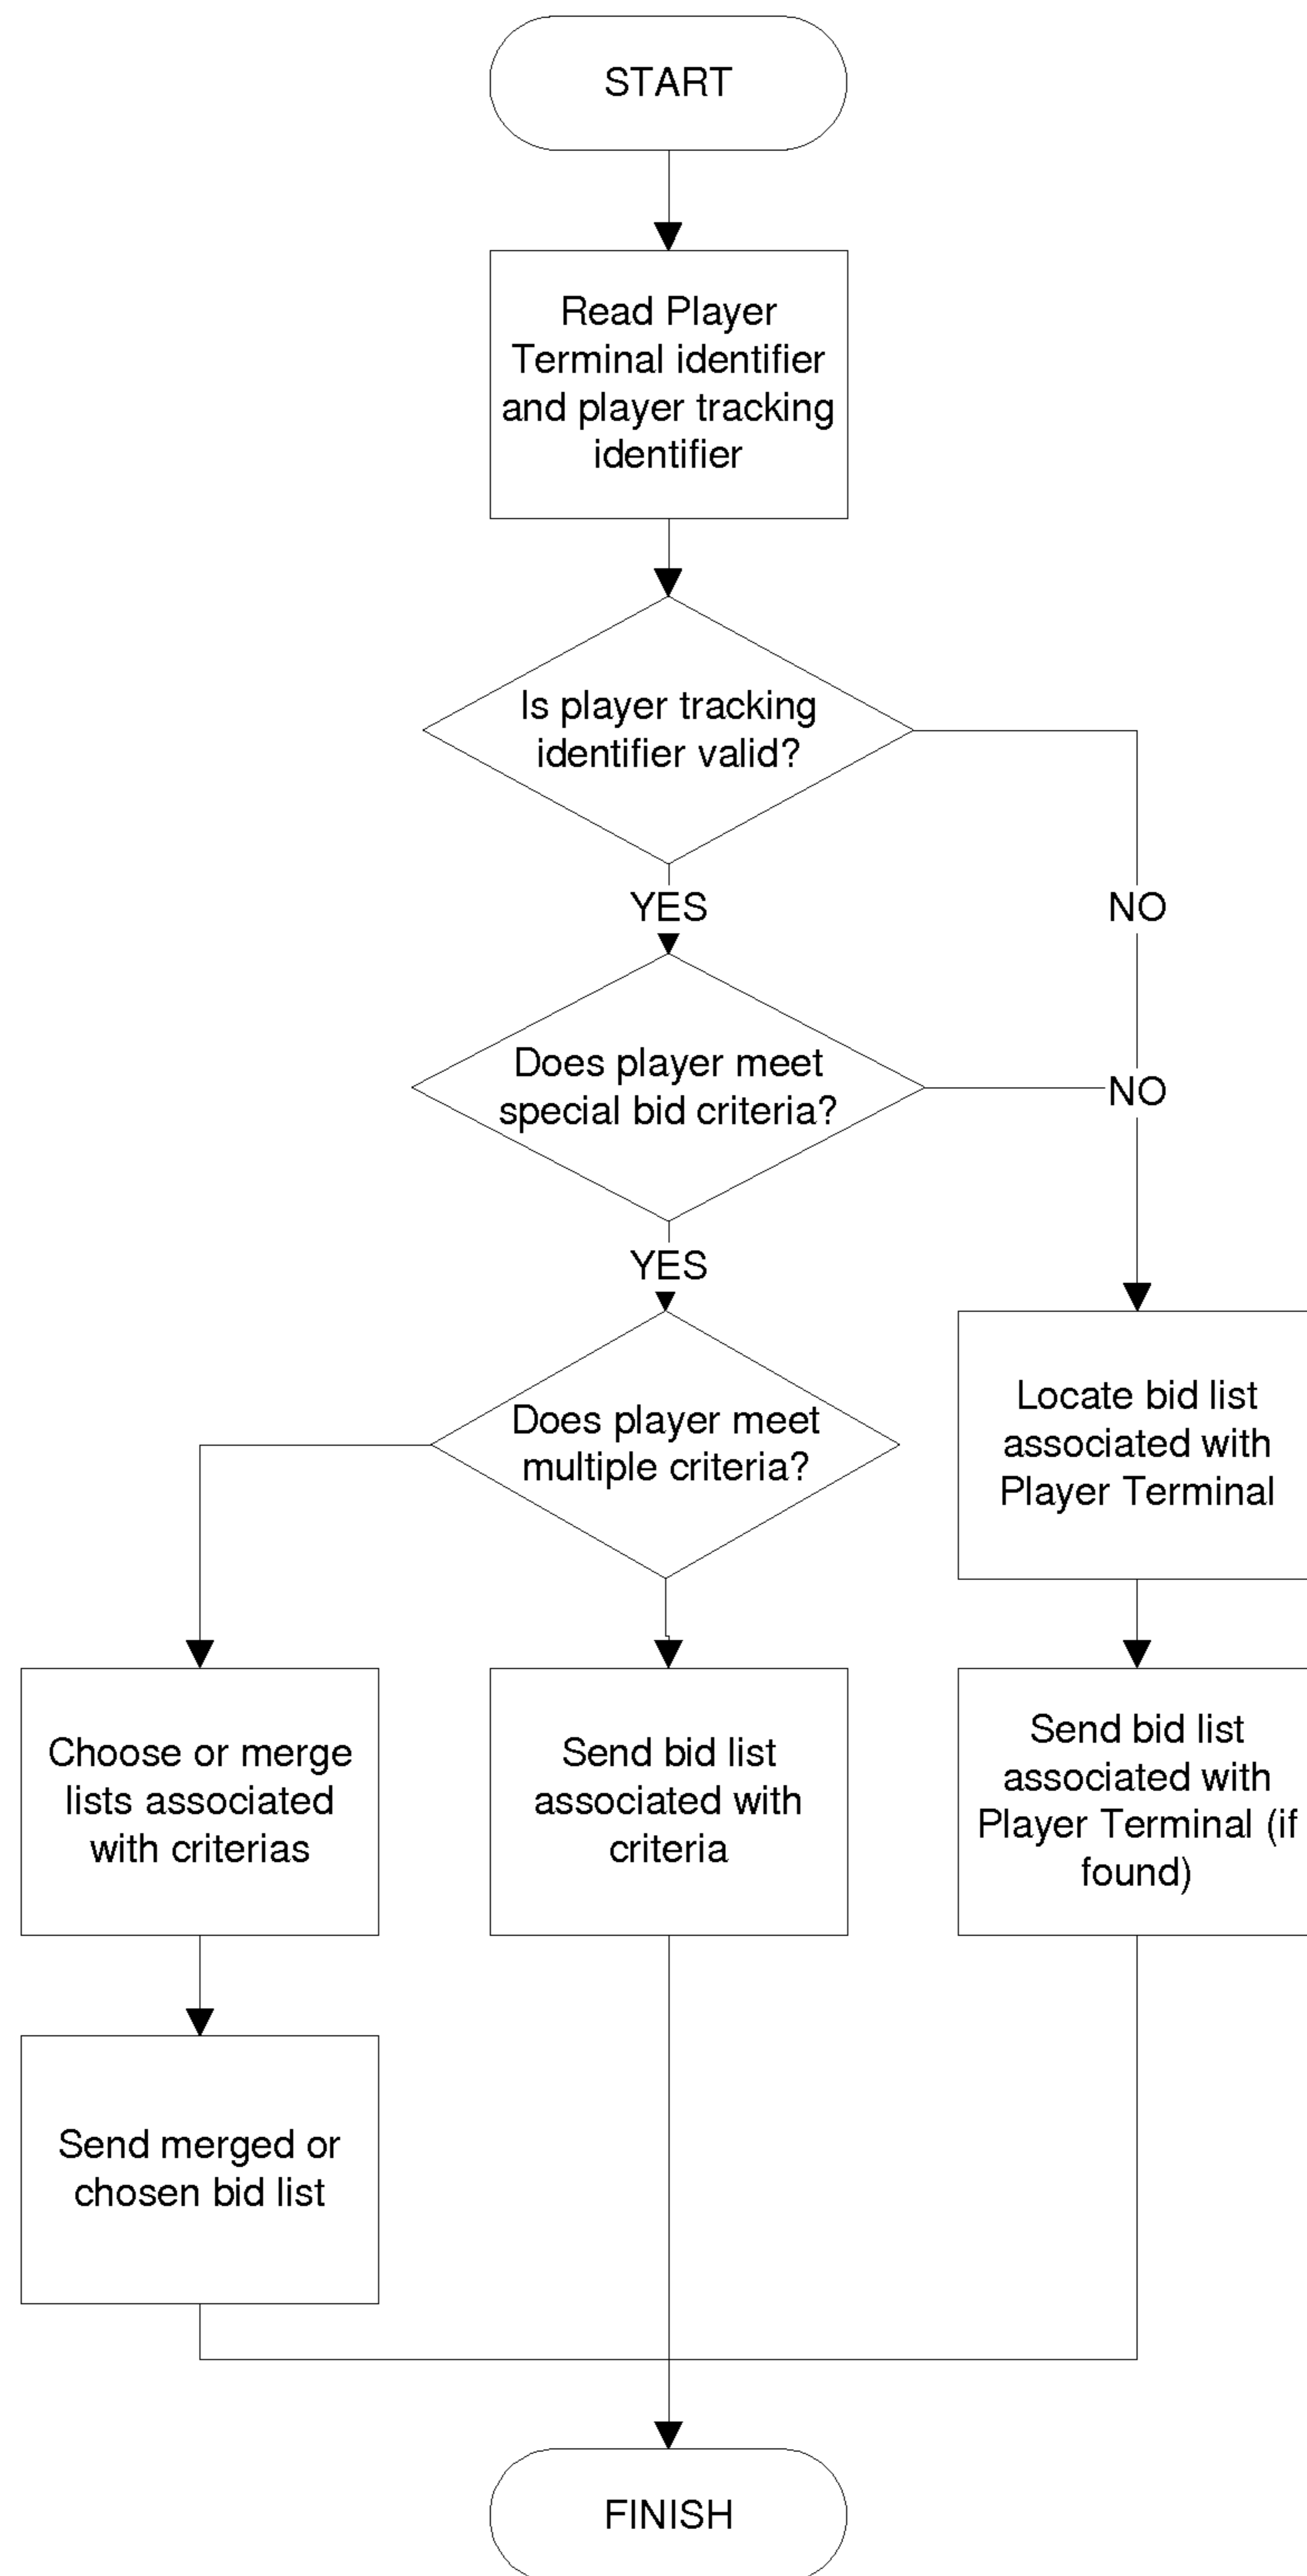 START
Read Player
Terminal identifier
and player tracking
identifier
Is player tracking
identifier valid?
YES
NO
Does player meet
special bid criteria?
NO
YES
Does player meet
multiple criteria?
Locate bid list
associated with
Player Terminal
Choose or merge
lists associated
with criterias
Send bid list
associated with
criteria
Send bid list
associated with
Player Terminal (if
found)
Send merged or
chosen bid list
FINISH